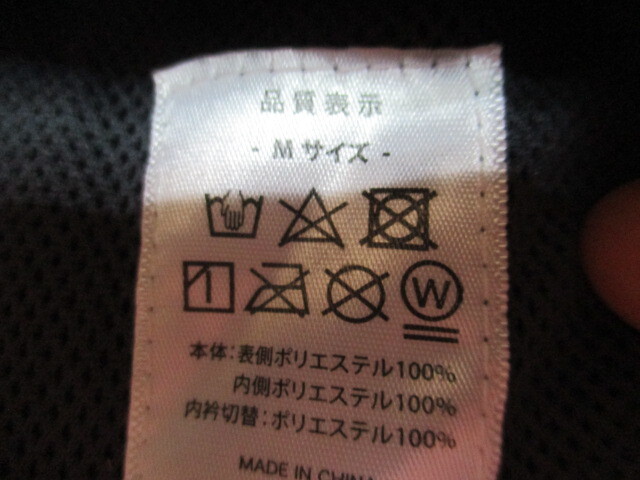 品質表示
- M サイズ -
W
本体：表側ポリエステル100%
内側ポリエステル100%
内衿切替：ポリエステル100%
MADE IN CHINA